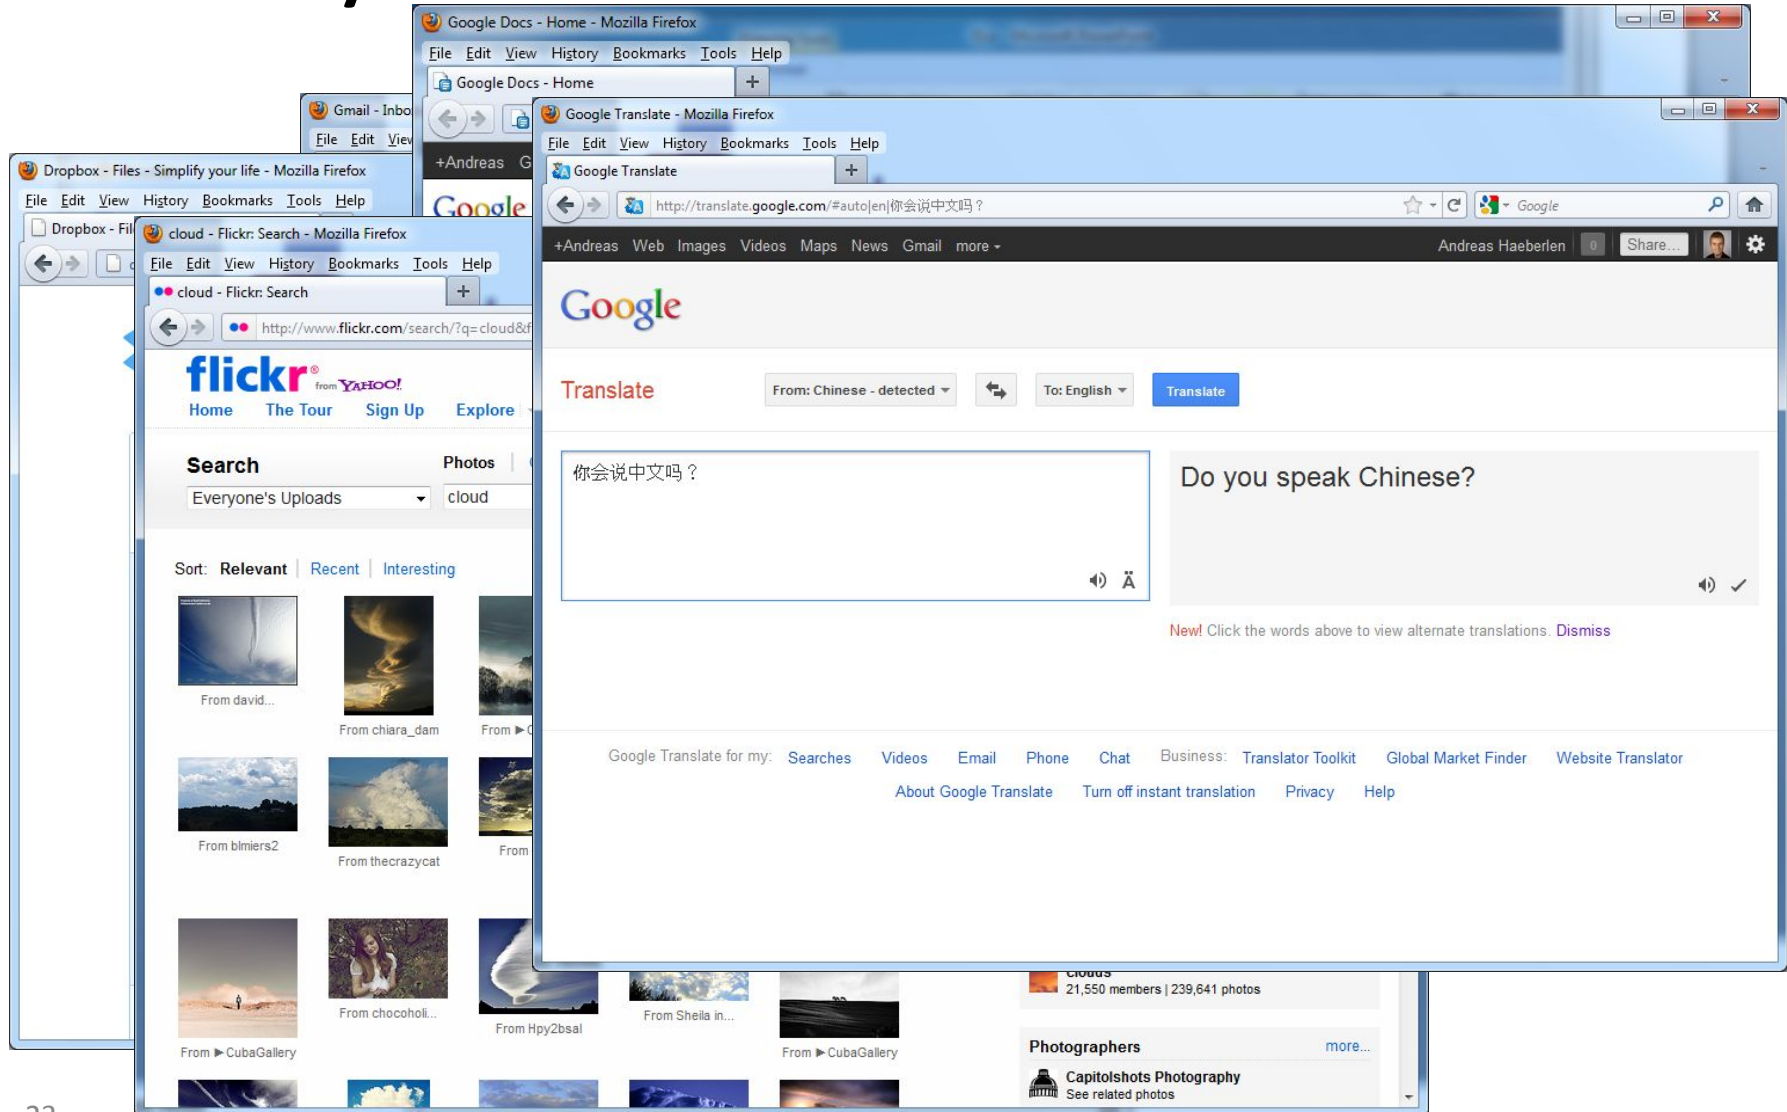 Google Docs - Home - Mozilla Firefox
File Edit View History Bookmarks Tools Help
Google Docs - Home
+Andreas
Google
Gmail - Inbo
File Edit View
Dropbox - Files - Simplify your life - Mozilla Firefox
File Edit View History Bookmarks Tools Help
Dropbox - Fil
cloud - Flickr: Search - Mozilla Firefox
File Edit View History Bookmarks Tools Help
cloud - Flickr: Search
http://www.flickr.com/search/?q=cloud&f
flickr® from YAHOO!
Home The Tour Sign Up Explore
Search Photos
Everyone's Uploads cloud
Sort: Relevant | Recent | Interesting
From david...
From chiara_dam
From ▶C
From blmiers2
From thecrazycat
From
From ▶CubaGallery
From chocoholi...
From Hpy2bsal
From Sheila in...
From ▶CubaGallery
clouds
21,550 members | 239,641 photos
Photographers more...
Capitolshots Photography
See related photos
Google Translate - Mozilla Firefox
File Edit View History Bookmarks Tools Help
Google Translate
http://translate.google.com/#auto|en|你会说中文吗？
Google
+Andreas Web Images Videos Maps News Gmail more
Andreas Haeberlen 0 Share...
Google
Translate
From: Chinese - detected
To: English
Translate
你会说中文吗？
Ä
Do you speak Chinese?
New! Click the words above to view alternate translations. Dismiss
Google Translate for my: Searches Videos Email Phone Chat Business: Translator Toolkit Global Market Finder Website Translator
About Google Translate Turn off instant translation Privacy Help